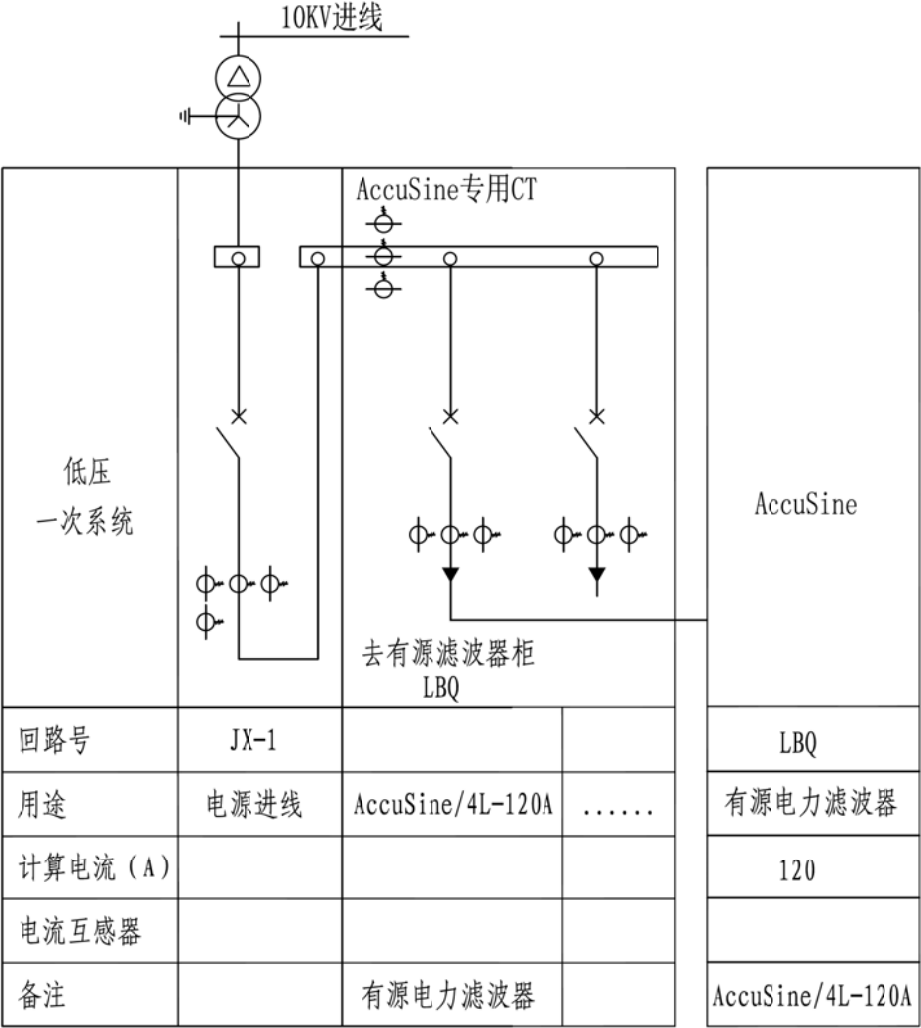 10KV进线
AccuSine专用CT
低压
一次系统
AccuSine
去有源滤波器柜
LBQ
回路号 JX-1 LBQ
用途 电源进线 AccuSine/4L-120A ...... 有源电力滤波器
计算电流(A) 120
电流互感器
备注 有源电力滤波器 AccuSine/4L-120A